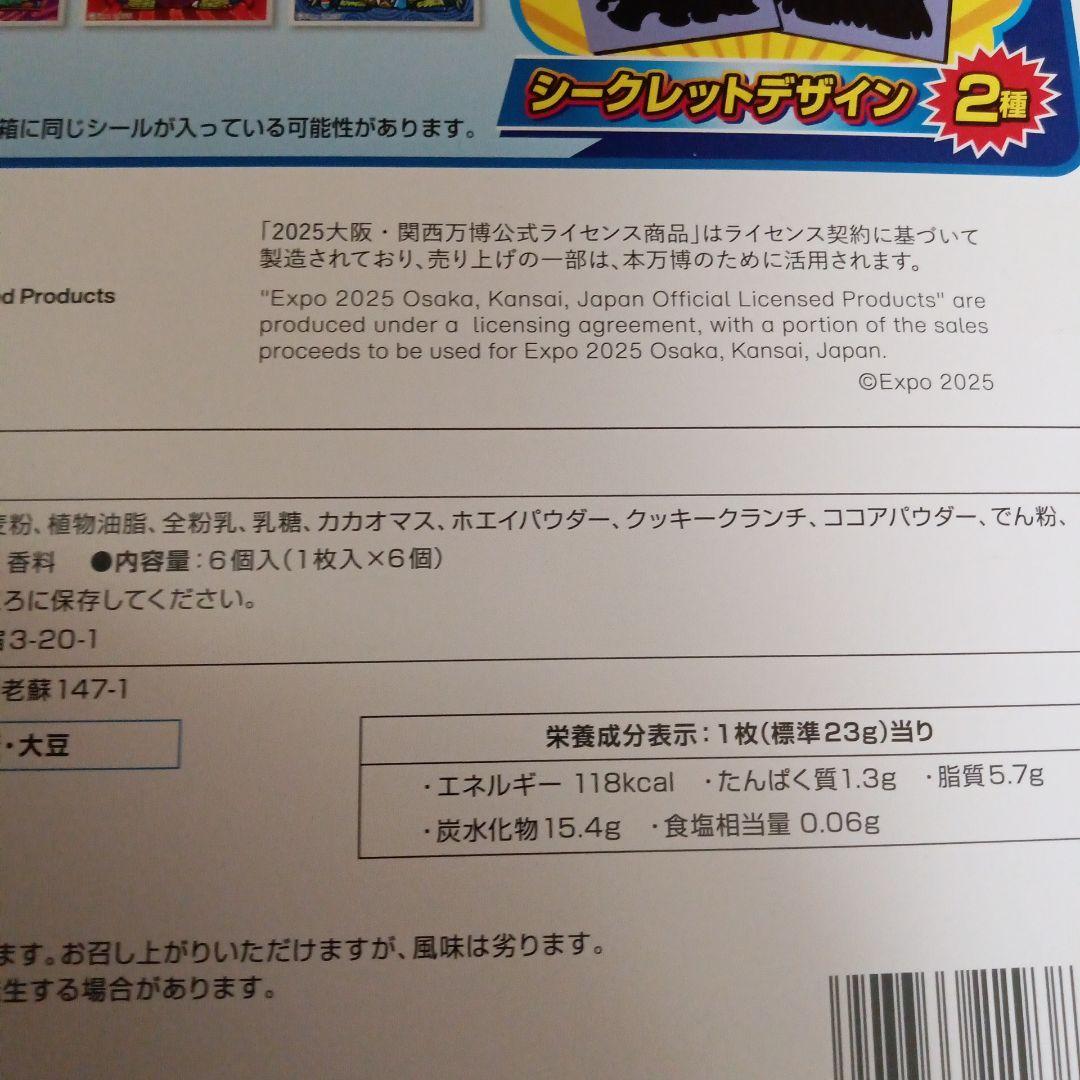 シークレットデザイン 2種
箱に同じシールが入っている可能性があります。
「2025大阪・関西万博公式ライセンス商品」はライセンス契約に基づいて
製造されており、売り上げの一部は、本万博のために活用されます。
d Products
"Expo 2025 Osaka, Kansai, Japan Official Licensed Products" are
produced under a licensing agreement, with a portion of the sales
proceeds to be used for Expo 2025 Osaka, Kansai, Japan.
©Expo 2025
麦粉、植物油脂、全粉乳、乳糖、カカオマス、ホエイパウダー、クッキークランチ、ココアパウダー、でん粉、
香料 ●内容量：6個入（1枚入×6個）
ろに保存してください。
3-20-1
老蘇147-1
・大豆
栄養成分表示：1枚（標準23g）当り
・エネルギー 118kcal ・たんぱく質1.3g ・脂質5.7g
・炭水化物15.4g ・食塩相当量 0.06g
ます。お召し上がりいただけますが、風味は劣ります。
生する場合があります。